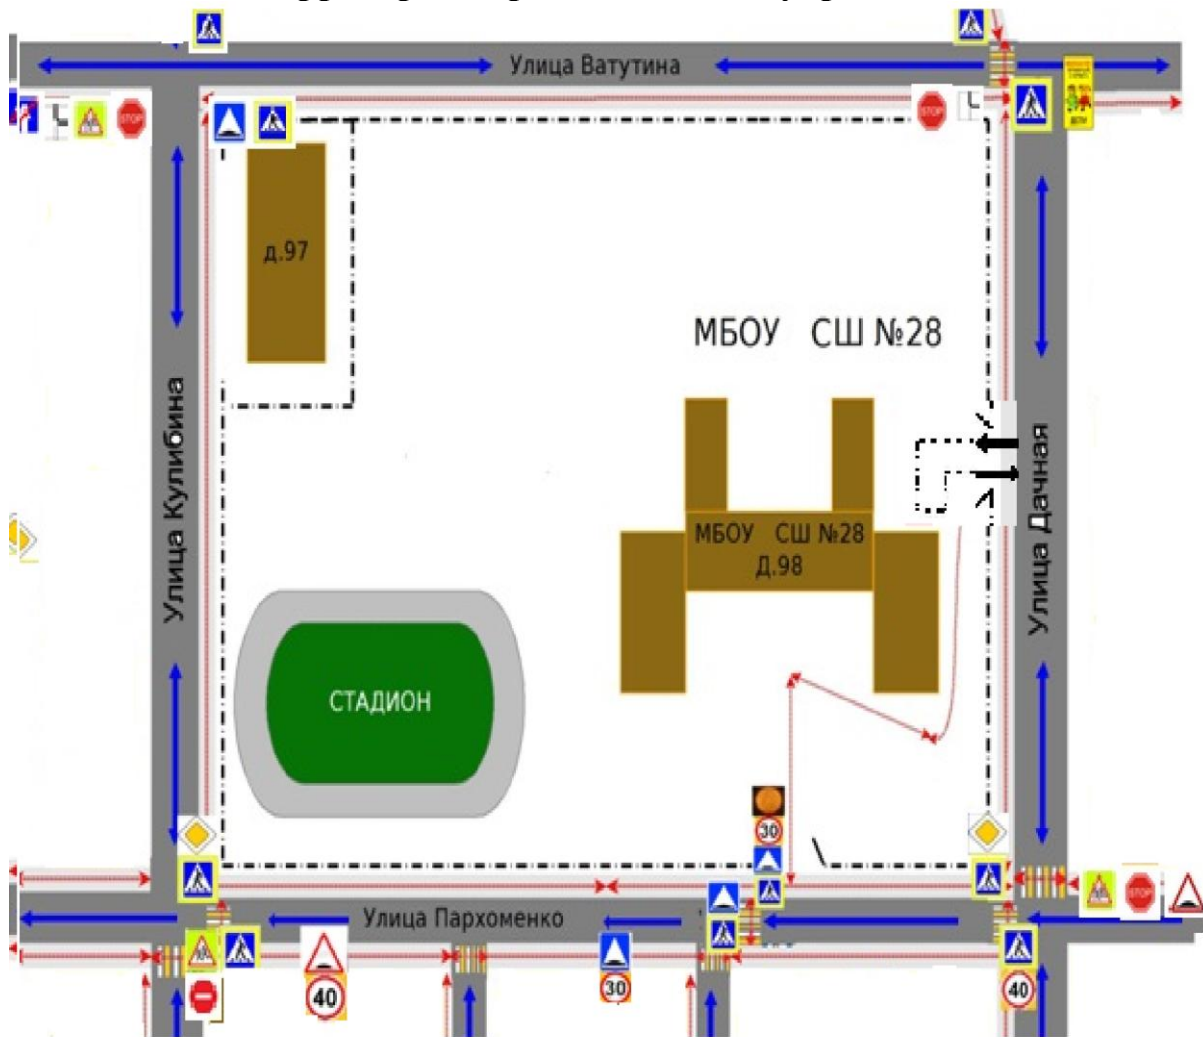 Улица Ватутина
STOP
STOP
ДЕТИ
д.97
МБОУ СШ №28
Улица Кулибина
Улица Дачная
МБОУ СШ №28
Д.98
СТАДИОН
30
STOP
Улица Пархоменко
40
30
40